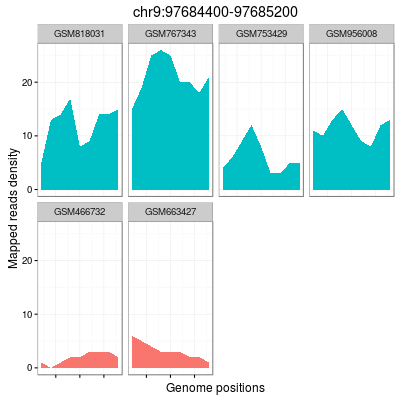 chr9:97684400-97685200
GSM818031 GSM767343 GSM753429 GSM956008
20
10
0
GSM466732 GSM663427
20
10
0
Mapped reads density
Genome positions